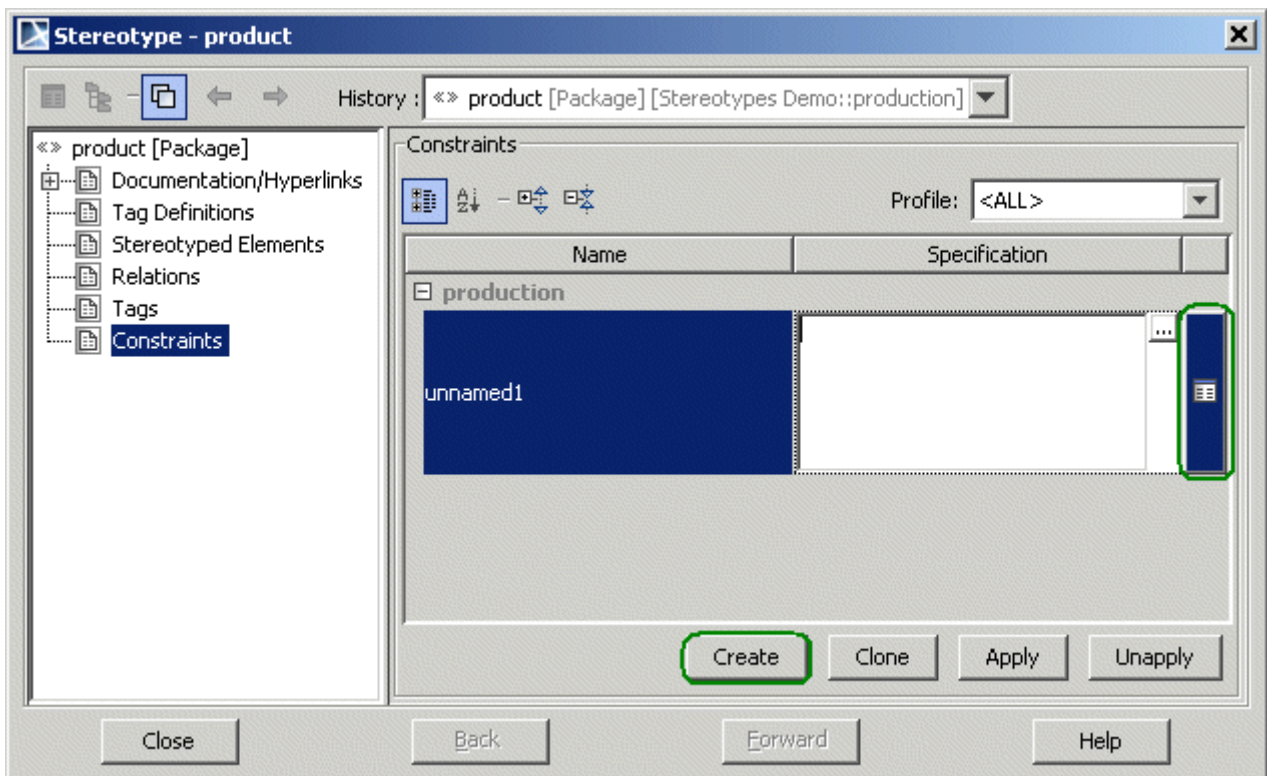 Stereotype - product
History : «» product [Package] [Stereotypes Demo::production]
«» product [Package]
Documentation/Hyperlinks
Tag Definitions
Stereotyped Elements
Relations
Tags
Constraints
Constraints
Profile: <ALL>
Name Specification
production
unnamed1
...
Create Clone Apply Unapply
Close Back Forward Help